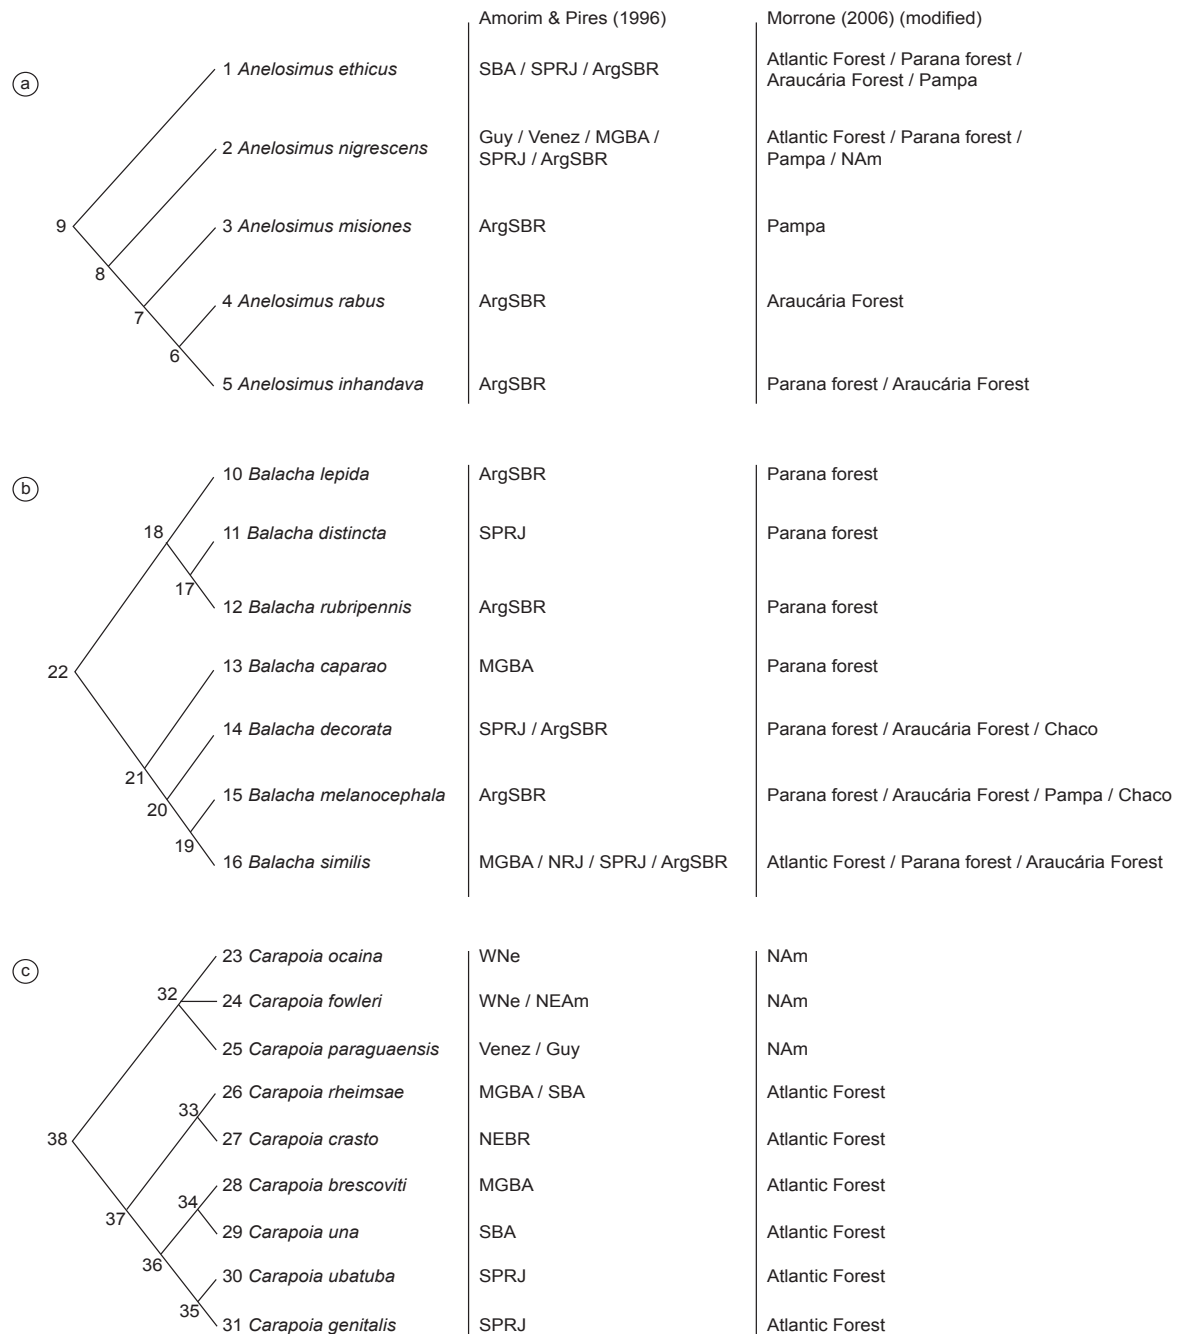 Amorim & Pires (1996) Morrone (2006) (modified)
a
1 Anelosimus ethicus SBA / SPRJ / ArgSBR Atlantic Forest / Parana forest /
Araucária Forest / Pampa
2 Anelosimus nigrescens Guy / Venez / MGBA / Atlantic Forest / Parana forest /
SPRJ / ArgSBR Pampa / NAm
9
3 Anelosimus misiones ArgSBR Pampa
8
4 Anelosimus rabus ArgSBR Araucária Forest
7
6
5 Anelosimus inhandava ArgSBR Parana forest / Araucária Forest
b
10 Balacha lepida ArgSBR Parana forest
18
11 Balacha distincta SPRJ Parana forest
17
12 Balacha rubripennis ArgSBR Parana forest
22
13 Balacha caparao MGBA Parana forest
14 Balacha decorata SPRJ / ArgSBR Parana forest / Araucária Forest / Chaco
21
20
15 Balacha melanocephala ArgSBR Parana forest / Araucária Forest / Pampa / Chaco
19
16 Balacha similis MGBA / NRJ / SPRJ / ArgSBR Atlantic Forest / Parana forest / Araucária Forest
c
23 Carapoia ocaina WNe NAm
32
24 Carapoia fowleri WNe / NEAm NAm
25 Carapoia paraguaensis Venez / Guy NAm
26 Carapoia rheimsae MGBA / SBA Atlantic Forest
33
38
27 Carapoia crasto NEBR Atlantic Forest
28 Carapoia brescoviti MGBA Atlantic Forest
34
37
29 Carapoia una SBA Atlantic Forest
36
30 Carapoia ubatuba SPRJ Atlantic Forest
35
31 Carapoia genitalis SPRJ Atlantic Forest